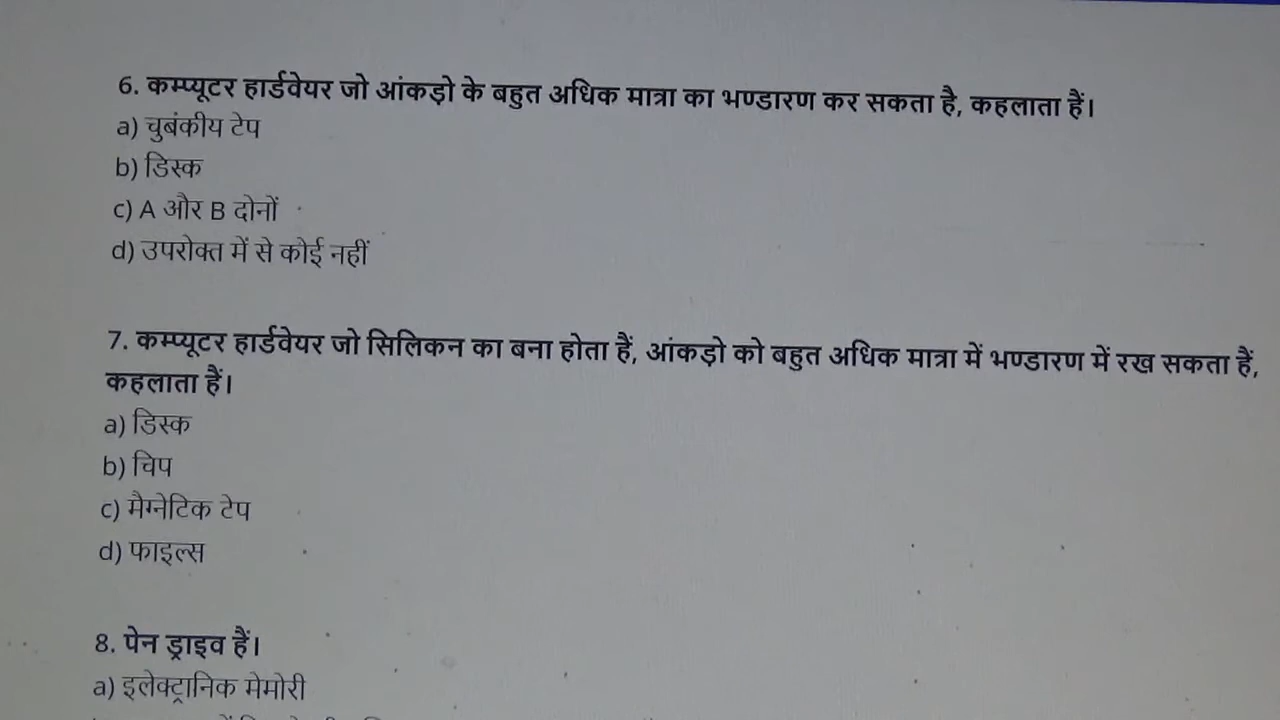 6. कम्प्यूटर हार्डवेयर जो आंकड़ो के बहुत अधिक मात्रा का भण्डारण कर सकता है, कहलाता हैं।
a) चुबंकीय टेप
b) डिस्क
c) A और B दोनों
d) उपरोक्त में से कोई नहीं
7. कम्प्यूटर हार्डवेयर जो सिलिकन का बना होता हैं, आंकड़ो को बहुत अधिक मात्रा में भण्डारण में रख सकता हैं,
कहलाता हैं।
a) डिस्क
b) चिप
c) मैग्नेटिक टेप
d) फाइल्स
8. पेन ड्राइव हैं।
a) इलेक्ट्रानिक मेमोरी